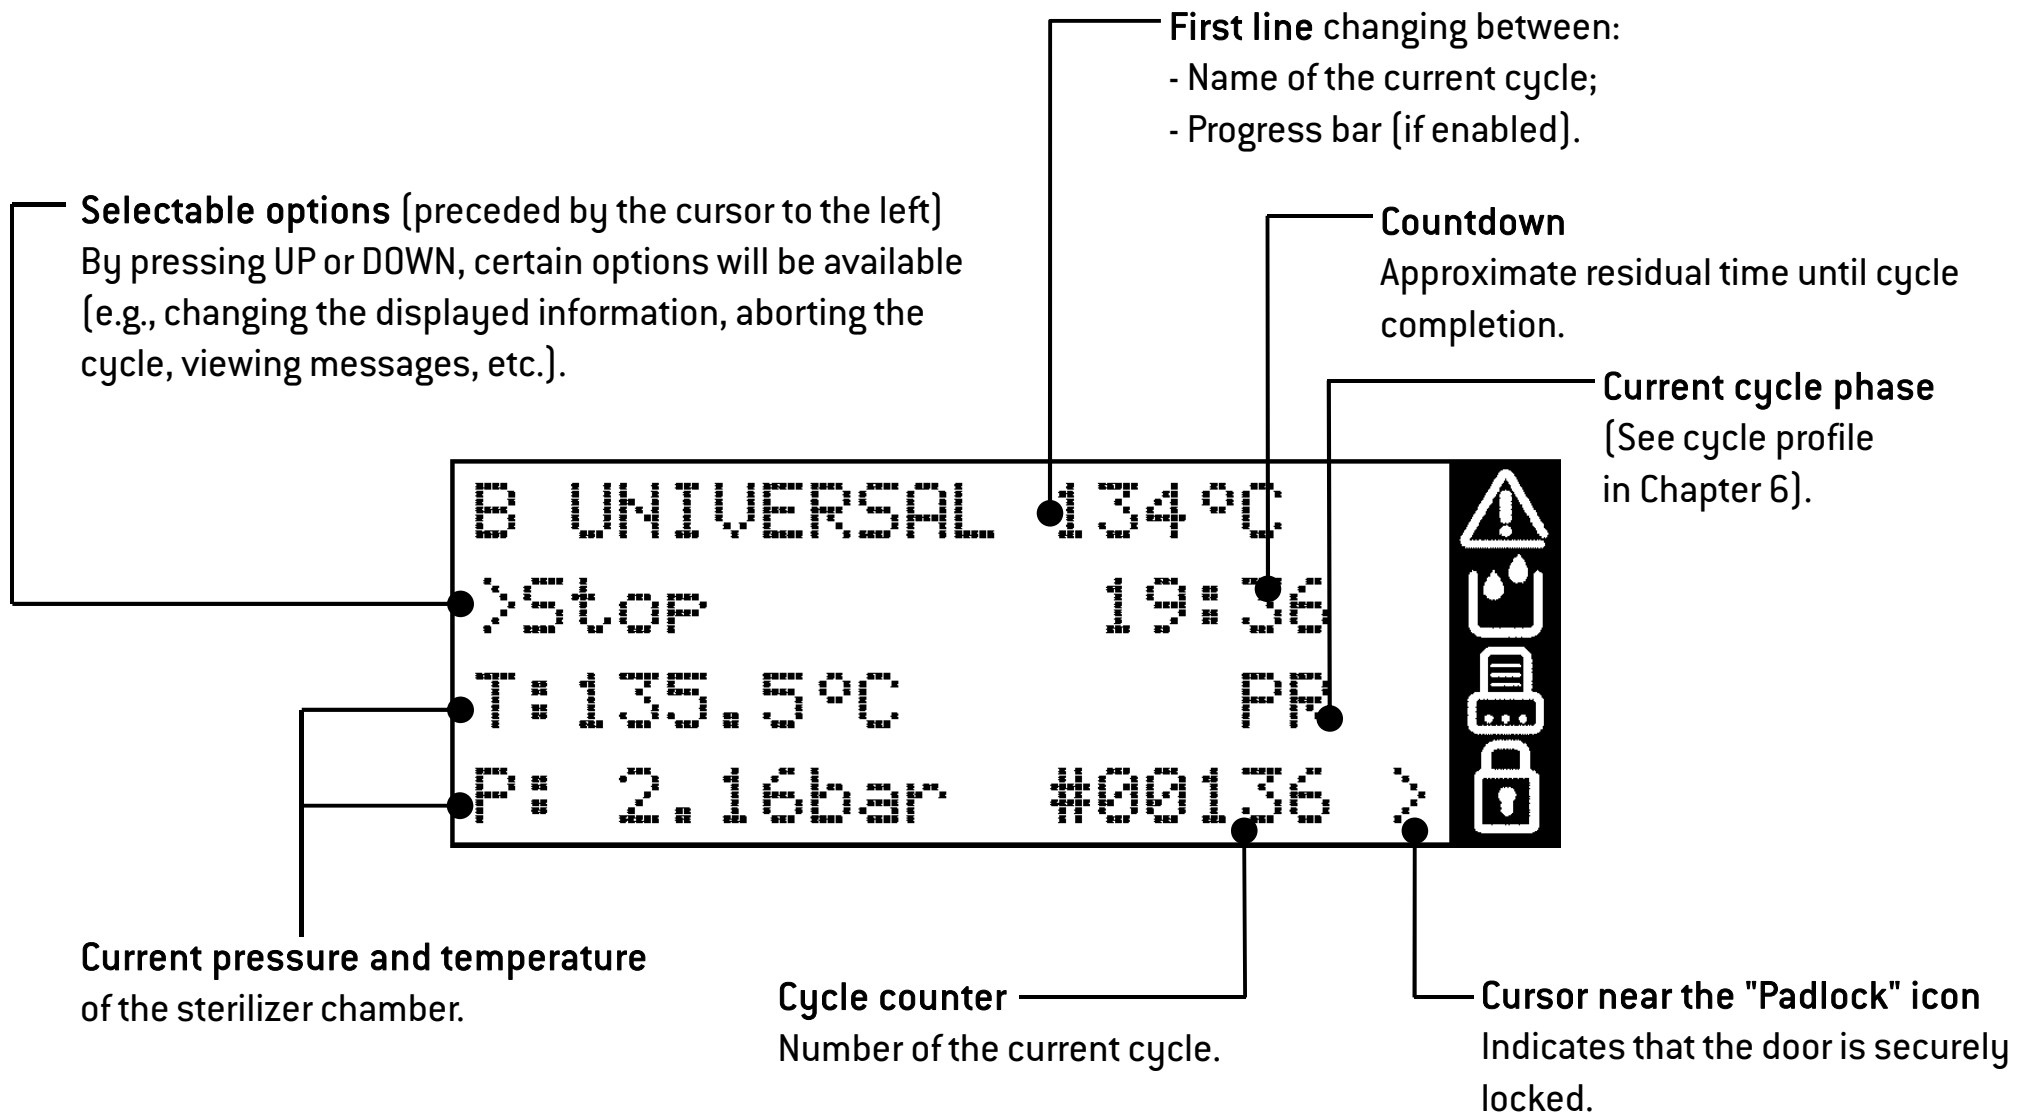 First line changing between:
- Name of the current cycle;
- Progress bar (if enabled).
Selectable options (preceded by the cursor to the left)
By pressing UP or DOWN, certain options will be available
(e.g., changing the displayed information, aborting the
cycle, viewing messages, etc.).
Countdown
Approximate residual time until cycle
completion.
Current cycle phase
(See cycle profile
in Chapter 6).
B UNIVERSAL 134°C
>Stop 19:36
T:135.5°C PR
P: 2.16bar #00136 >
Current pressure and temperature
of the sterilizer chamber.
Cycle counter
Number of the current cycle.
Cursor near the "Padlock" icon
Indicates that the door is securely
locked.